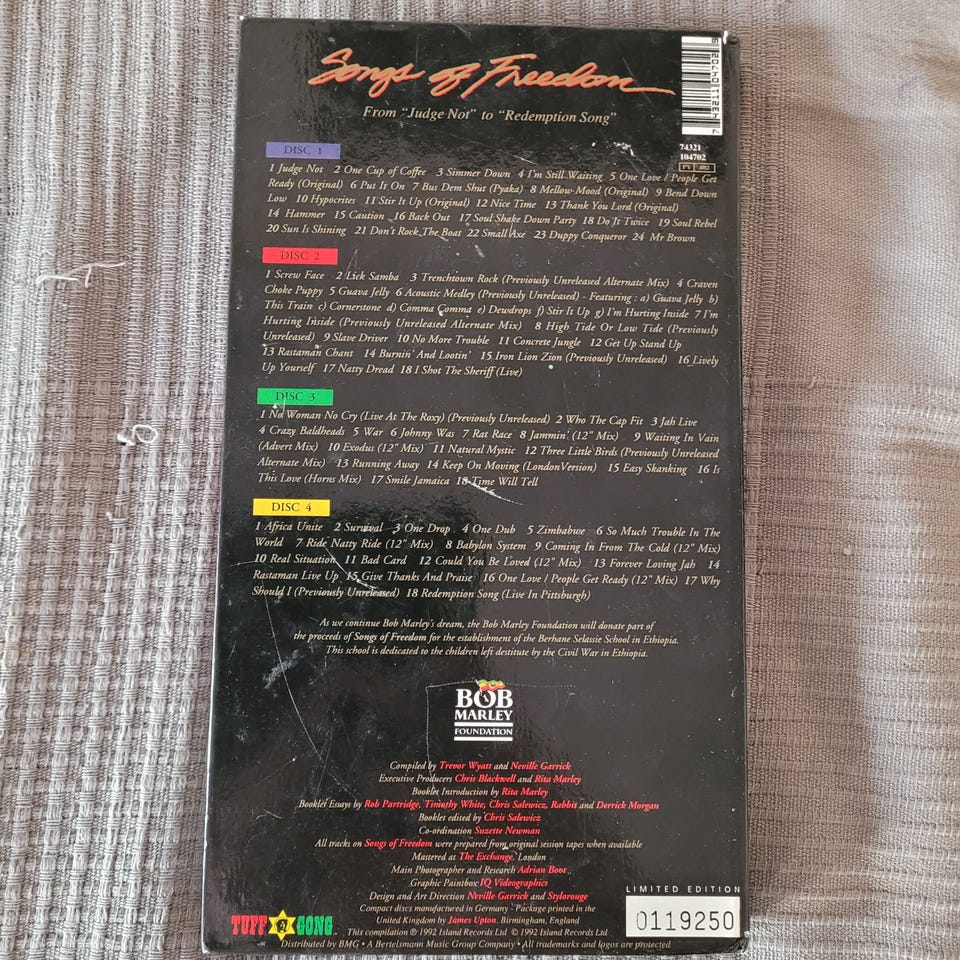 Songs of Freedom
From "Judge Not" to "Redemption Song"
7 43211 04702 9
74321
104702
PY 802
DISC 1
1 Judge Not 2 One Cup of Coffee 3 Simmer Down 4 I'm Still Waiting 5 One Love / People Get
Ready (Original) 6 Put It On 7 Bus Dem Shut (Pyaka) 8 Mellow Mood (Original) 9 Bend Down
Low 10 Hypocrites 11 Stir It Up (Original) 12 Nice Time 13 Thank You Lord (Original)
14 Hammer 15 Caution 16 Back Out 17 Soul Shake Down Party 18 Do It Twice 19 Soul Rebel
20 Sun Is Shining 21 Don't Rock The Boat 22 Small Axe 23 Duppy Conqueror 24 Mr Brown
DISC 2
1 Screw Face 2 Lick Samba 3 Trenchtown Rock (Previously Unreleased Alternate Mix) 4 Craven
Choke Puppy 5 Guava Jelly 6 Acoustic Medley (Previously Unreleased) - Featuring : a) Guava Jelly b)
This Train c) Cornerstone d) Comma Comma e) Dewdrops f) Stir It Up g) I'm Hurting Inside 7 I'm
Hurting Inside (Previously Unreleased Alternate Mix) 8 High Tide Or Low Tide (Previously
Unreleased) 9 Slave Driver 10 No More Trouble 11 Concrete Jungle 12 Get Up Stand Up
13 Rastaman Chant 14 Burnin' And Lootin' 15 Iron Lion Zion (Previously Unreleased) 16 Lively
Up Yourself 17 Natty Dread 18 I Shot The Sheriff (Live)
DISC 3
1 No Woman No Cry (Live At The Roxy) (Previously Unreleased) 2 Who The Cap Fit 3 Jah Live
4 Crazy Baldheads 5 War 6 Johnny Was 7 Rat Race 8 Jammin' (12" Mix) 9 Waiting In Vain
(Advert Mix) 10 Exodus (12" Mix) 11 Natural Mystic 12 Three Little Birds (Previously Unreleased
Alternate Mix) 13 Running Away 14 Keep On Moving (London Version) 15 Easy Skanking 16 Is
This Love (Horns Mix) 17 Smile Jamaica 18 Time Will Tell
DISC 4
1 Africa Unite 2 Survival 3 One Drop 4 One Dub 5 Zimbabwe 6 So Much Trouble In The
World 7 Ride Natty Ride (12" Mix) 8 Babylon System 9 Coming In From The Cold (12" Mix)
10 Real Situation 11 Bad Card 12 Could You Be Loved (12" Mix) 13 Forever Loving Jah 14
Rastaman Live Up 15 Give Thanks And Praise 16 One Love / People Get Ready (12" Mix) 17 Why
Should I (Previously Unreleased) 18 Redemption Song (Live In Pittsburgh)
As we continue Bob Marley's dream, the Bob Marley Foundation will donate part of
the proceeds of Songs of Freedom for the establishment of the Berhane Selassie School in Ethiopia.
This school is dedicated to the children left destitute by the Civil War in Ethiopia.
BOB
MARLEY
FOUNDATION
Compiled by Trevor Wyatt and Neville Garrick
Executive Producers Chris Blackwell and Rita Marley
Booklet Introduction by Rita Marley
Booklet Essays by Rob Partridge, Timothy White, Chris Salewicz, Rabbit and Derrick Morgan
Booklet edited by Chris Salewicz
Co-ordination Suzette Newman
All tracks on Songs of Freedom were prepared from original session tapes when available
Mastered at The Exchange, London
Main Photographer and Research Adrian Boot
Graphic Paintbox IQ Videographics
Design and Art Direction Neville Garrick and Stylorouge
Compact discs manufactured in Germany - Package printed in the
United Kingdom by James Upton, Birmingham, England
This compilation ℗ 1992 Island Records Ltd © 1992 Island Records Ltd
Distributed by BMG • A Bertelsmann Music Group Company • All trademarks and logos are protected
TUFF GONG
LIMITED EDITION
0119250